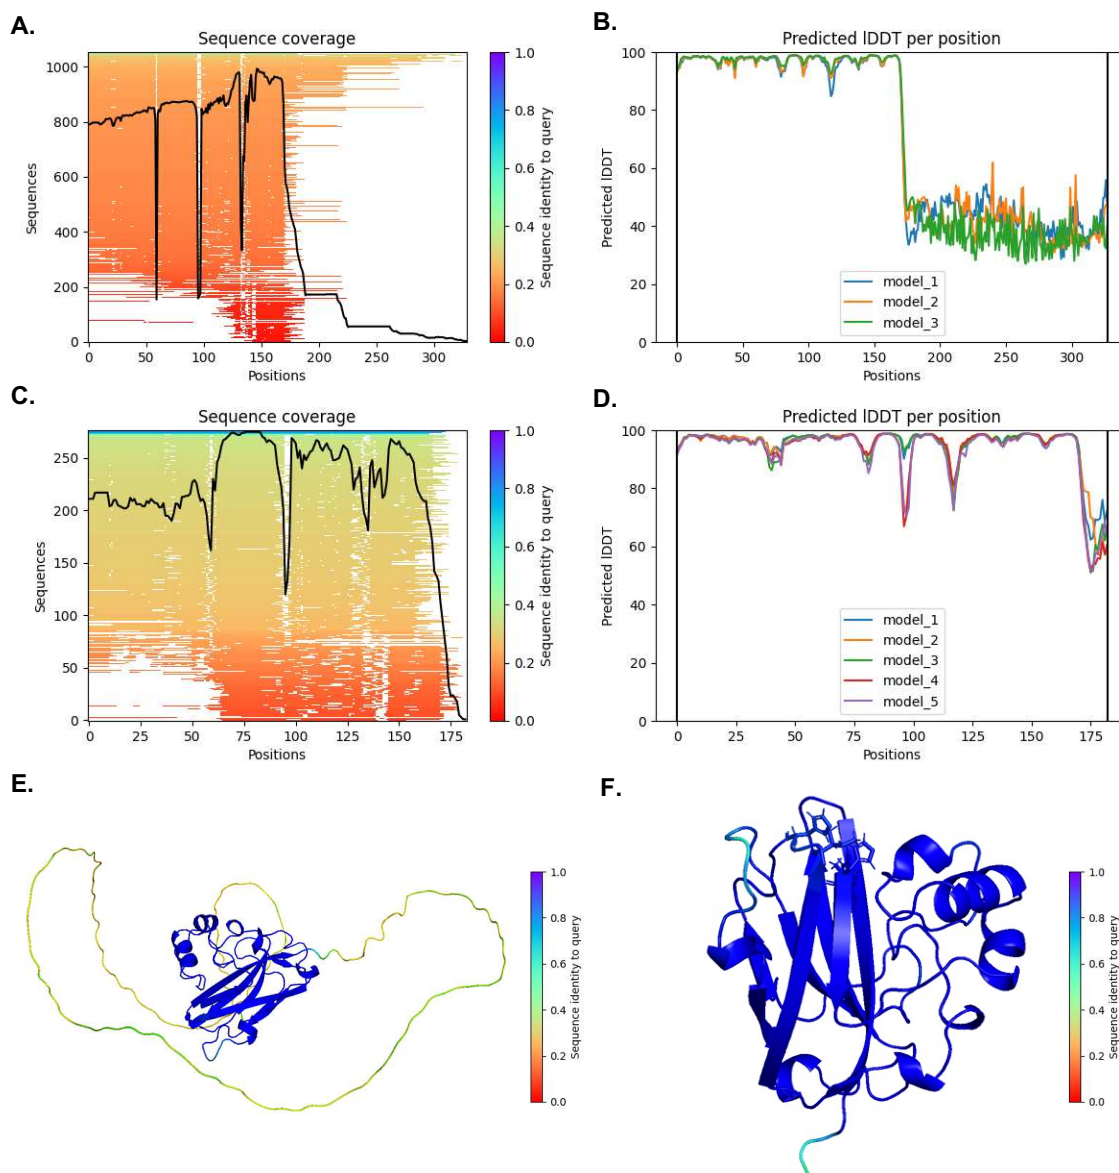 A.
Sequence coverage
1000
800
600
400
200
0
Sequences
0 50 100 150 200 250 300
Positions
1.0
0.8
0.6
0.4
0.2
0.0
Sequence identity to query
B.
Predicted lDDT per position
100
80
60
40
20
0
Predicted lDDT
model_1
model_2
model_3
0 50 100 150 200 250 300
Positions
C.
Sequence coverage
250
200
150
100
50
0
Sequences
0 25 50 75 100 125 150 175
Positions
1.0
0.8
0.6
0.4
0.2
0.0
Sequence identity to query
D.
Predicted lDDT per position
100
80
60
40
20
0
Predicted lDDT
model_1
model_2
model_3
model_4
model_5
0 25 50 75 100 125 150 175
Positions
E.
1.0
0.8
0.6
0.4
0.2
0.0
Sequence identity to query
F.
1.0
0.8
0.6
0.4
0.2
0.0
Sequence identity to query